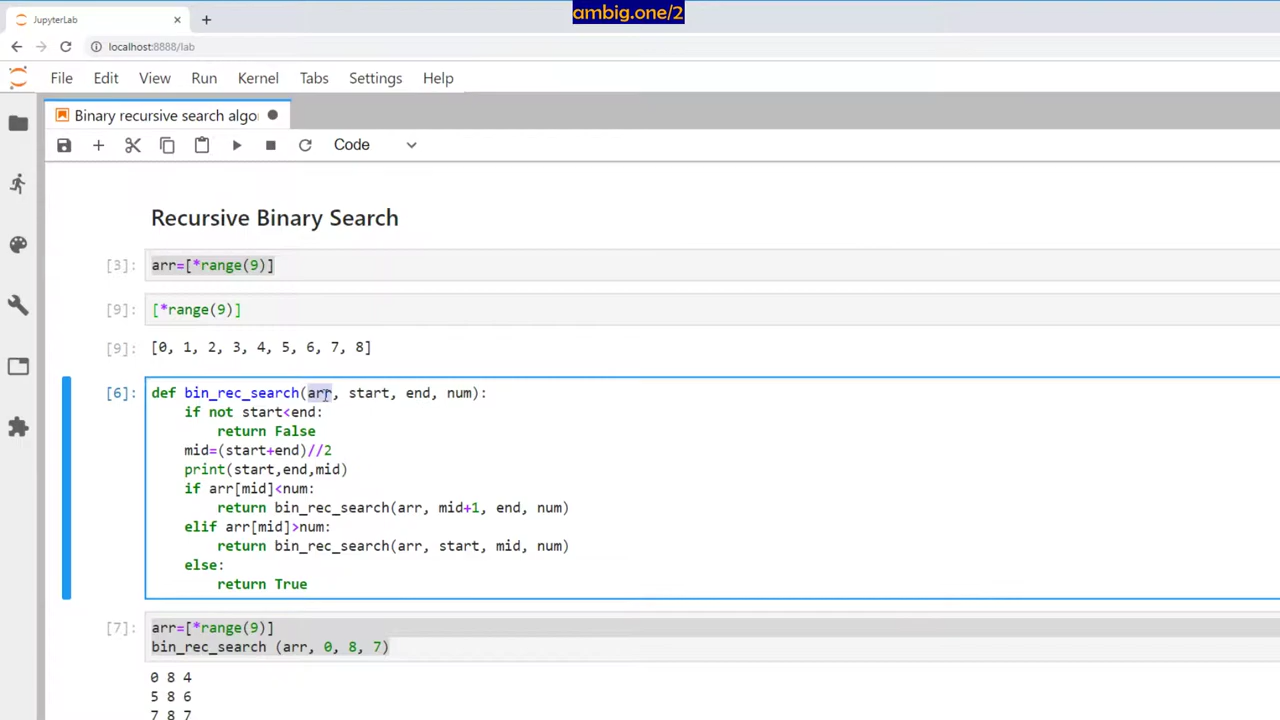 ambig.one/2
JupyterLab
localhost:8888/lab
File Edit View Run Kernel Tabs Settings Help
Binary recursive search algo
Code
Recursive Binary Search
[3]: arr=[*range(9)]
[9]: [*range(9)]
[9]: [0, 1, 2, 3, 4, 5, 6, 7, 8]
[6]: def bin_rec_search(arr, start, end, num):
if not start<end:
return False
mid=(start+end)//2
print(start,end,mid)
if arr[mid]<num:
return bin_rec_search(arr, mid+1, end, num)
elif arr[mid]>num:
return bin_rec_search(arr, start, mid, num)
else:
return True
[7]: arr=[*range(9)]
bin_rec_search (arr, 0, 8, 7)
0 8 4
5 8 6
7 8 7